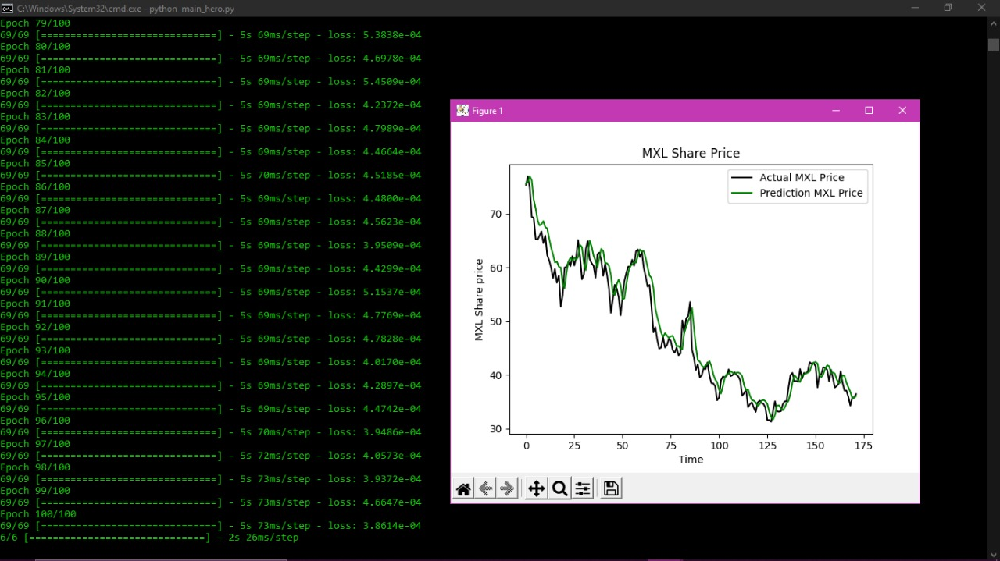 C:\Windows\System32\cmd.exe - python  main_hero.py
Epoch 79/100
69/69 [==============================] - 5s 69ms/step - loss: 5.3838e-04
Epoch 80/100
69/69 [==============================] - 5s 69ms/step - loss: 4.6978e-04
Epoch 81/100
69/69 [==============================] - 5s 69ms/step - loss: 5.4509e-04
Epoch 82/100
69/69 [==============================] - 5s 69ms/step - loss: 4.2372e-04
Epoch 83/100
69/69 [==============================] - 5s 69ms/step - loss: 4.7989e-04
Epoch 84/100
69/69 [==============================] - 5s 69ms/step - loss: 4.4664e-04
Epoch 85/100
69/69 [==============================] - 5s 70ms/step - loss: 4.5185e-04
Epoch 86/100
69/69 [==============================] - 5s 69ms/step - loss: 4.4800e-04
Epoch 87/100
69/69 [==============================] - 5s 69ms/step - loss: 4.5623e-04
Epoch 88/100
69/69 [==============================] - 5s 69ms/step - loss: 3.9509e-04
Epoch 89/100
69/69 [==============================] - 5s 69ms/step - loss: 4.4299e-04
Epoch 90/100
69/69 [==============================] - 5s 69ms/step - loss: 5.1537e-04
Epoch 91/100
69/69 [==============================] - 5s 69ms/step - loss: 4.7769e-04
Epoch 92/100
69/69 [==============================] - 5s 69ms/step - loss: 4.7828e-04
Epoch 93/100
69/69 [==============================] - 5s 69ms/step - loss: 4.0170e-04
Epoch 94/100
69/69 [==============================] - 5s 69ms/step - loss: 4.2897e-04
Epoch 95/100
69/69 [==============================] - 5s 69ms/step - loss: 4.4742e-04
Epoch 96/100
69/69 [==============================] - 5s 70ms/step - loss: 3.9486e-04
Epoch 97/100
69/69 [==============================] - 5s 72ms/step - loss: 4.0573e-04
Epoch 98/100
69/69 [==============================] - 5s 73ms/step - loss: 3.9372e-04
Epoch 99/100
69/69 [==============================] - 5s 73ms/step - loss: 4.6647e-04
Epoch 100/100
69/69 [==============================] - 5s 73ms/step - loss: 3.8614e-04
6/6 [==============================] - 2s 26ms/step
Figure 1
MXL Share Price
Actual MXL Price
Prediction MXL Price
MXL Share price
70
60
50
40
30
0 25 50 75 100 125 150 175
Time